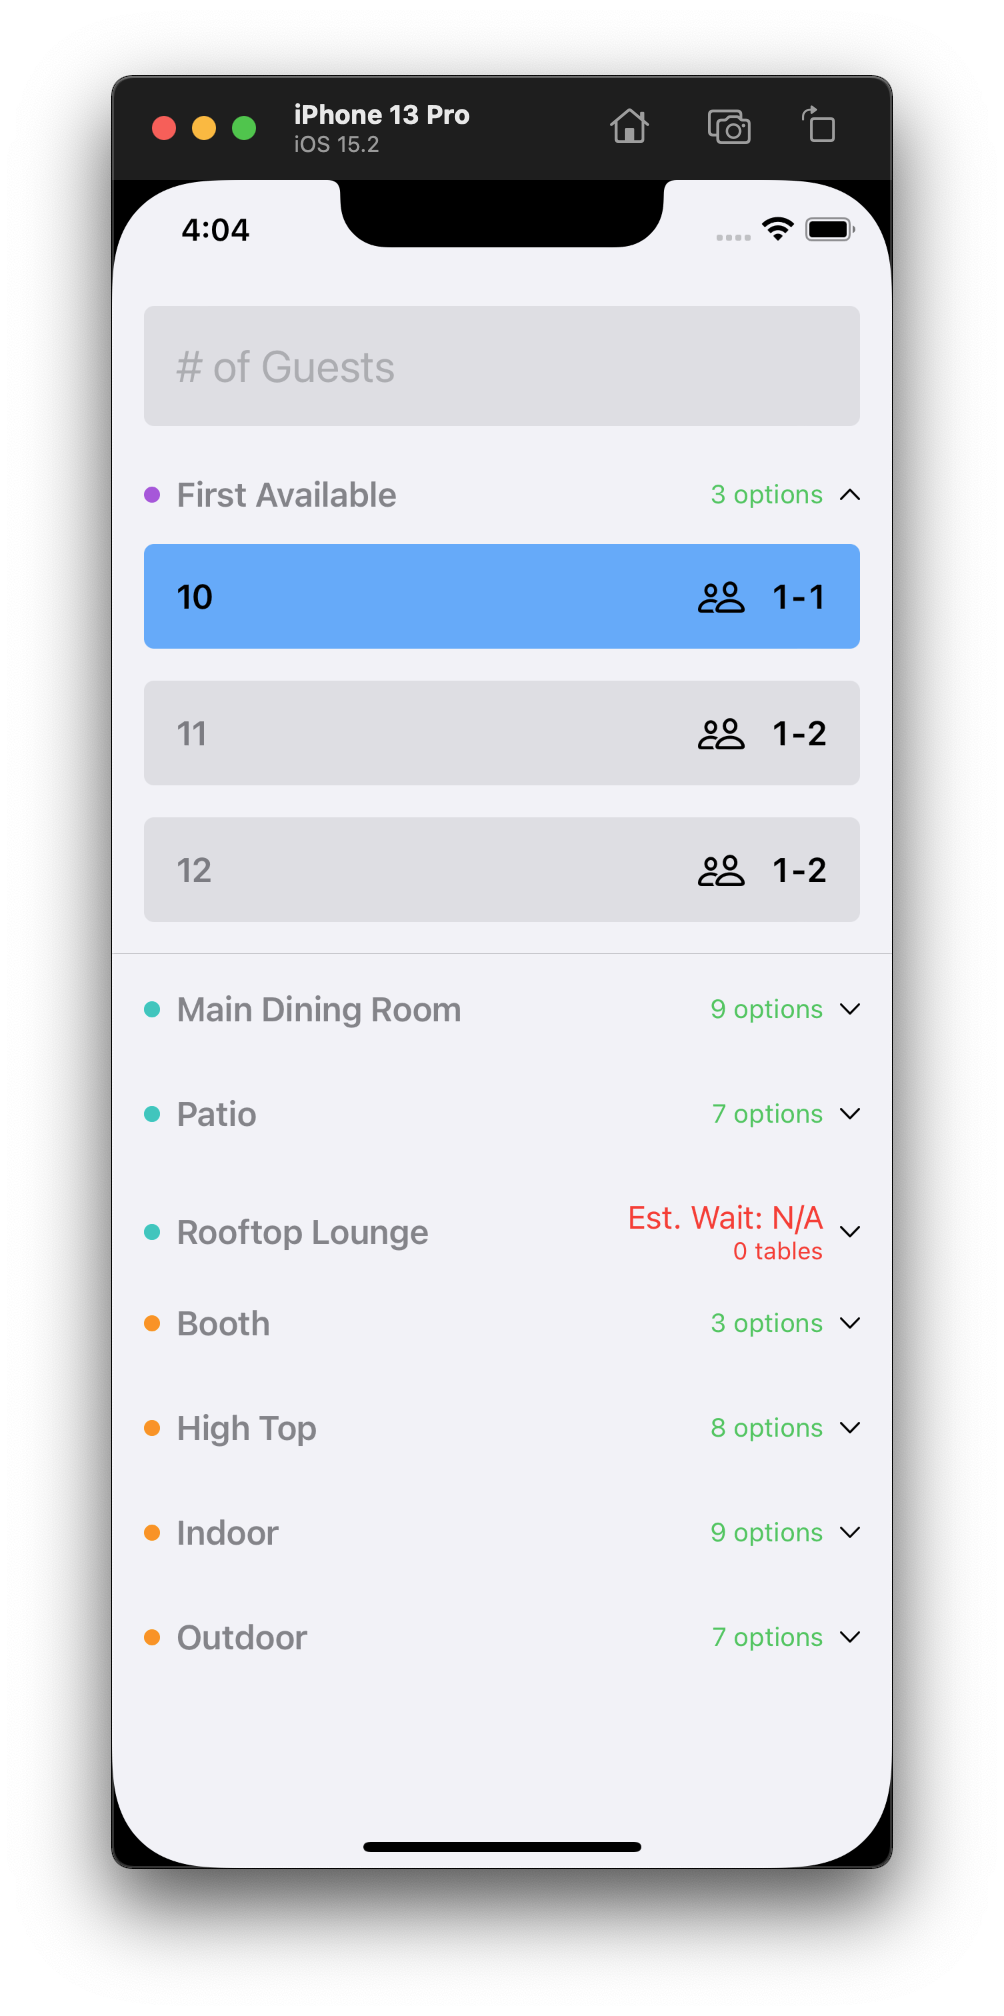 iPhone 13 Pro
iOS 15.2
4:04
# of Guests
First Available 3 options
10 1-1
11 1-2
12 1-2
Main Dining Room 9 options
Patio 7 options
Rooftop Lounge Est. Wait: N/A
0 tables
Booth 3 options
High Top 8 options
Indoor 9 options
Outdoor 7 options